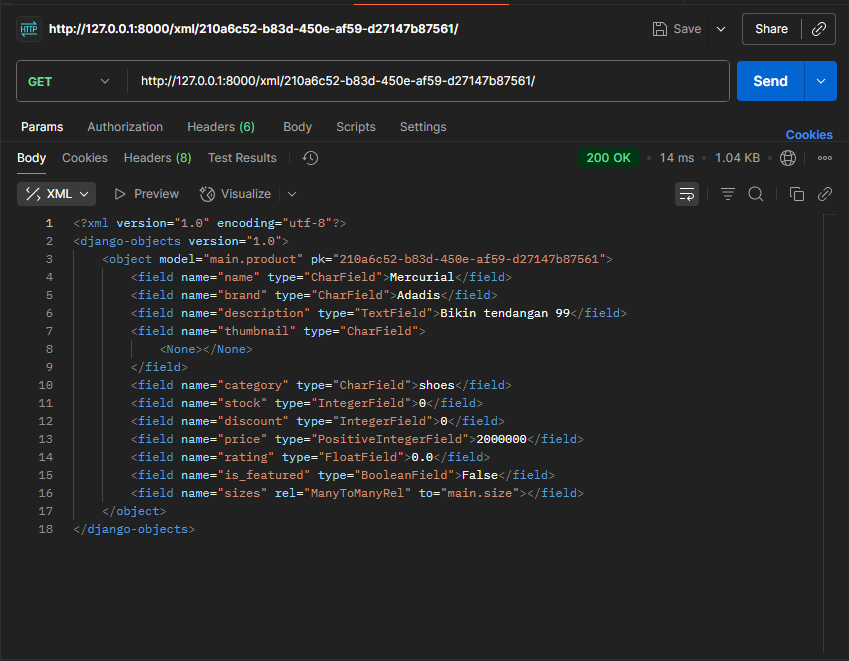 HTTP http://127.0.0.1:8000/xml/210a6c52-b83d-450e-af59-d27147b87561/ Save Share
GET http://127.0.0.1:8000/xml/210a6c52-b83d-450e-af59-d27147b87561/ Send
Params Authorization Headers (6) Body Scripts Settings
Cookies
Body Cookies Headers (8) Test Results 200 OK • 14 ms • 1.04 KB •
XML Preview Visualize
1 <?xml version="1.0" encoding="utf-8"?>
2 <django-objects version="1.0">
3 <object model="main.product" pk="210a6c52-b83d-450e-af59-d27147b87561">
4 <field name="name" type="CharField">Mercurial</field>
5 <field name="brand" type="CharField">Adadis</field>
6 <field name="description" type="TextField">Bikin tendangan 99</field>
7 <field name="thumbnail" type="CharField">
8 <None></None>
9 </field>
10 <field name="category" type="CharField">shoes</field>
11 <field name="stock" type="IntegerField">0</field>
12 <field name="discount" type="IntegerField">0</field>
13 <field name="price" type="PositiveIntegerField">2000000</field>
14 <field name="rating" type="FloatField">0.0</field>
15 <field name="is_featured" type="BooleanField">False</field>
16 <field name="sizes" rel="ManyToManyRel" to="main.size"></field>
17 </object>
18 </django-objects>